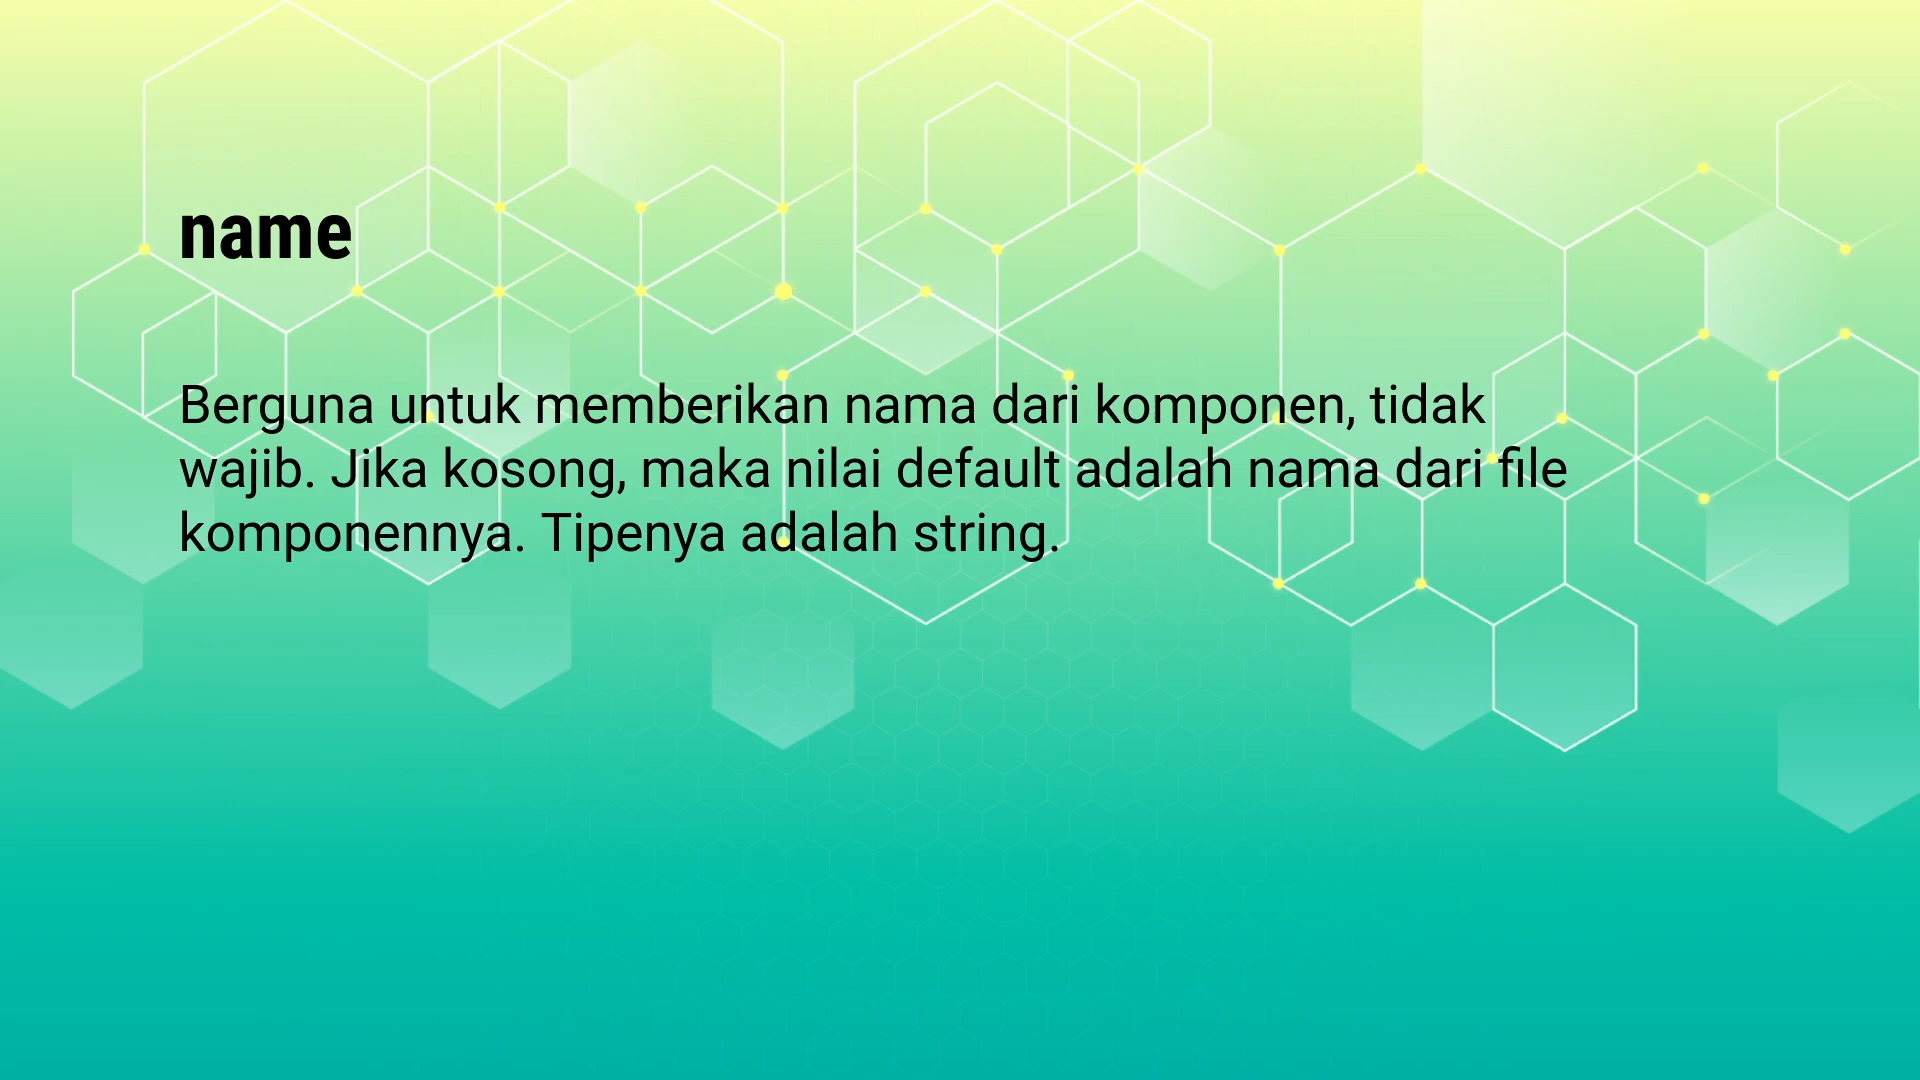 name
Berguna untuk memberikan nama dari komponen, tidak
wajib. Jika kosong, maka nilai default adalah nama dari file
komponennya. Tipenya adalah string.